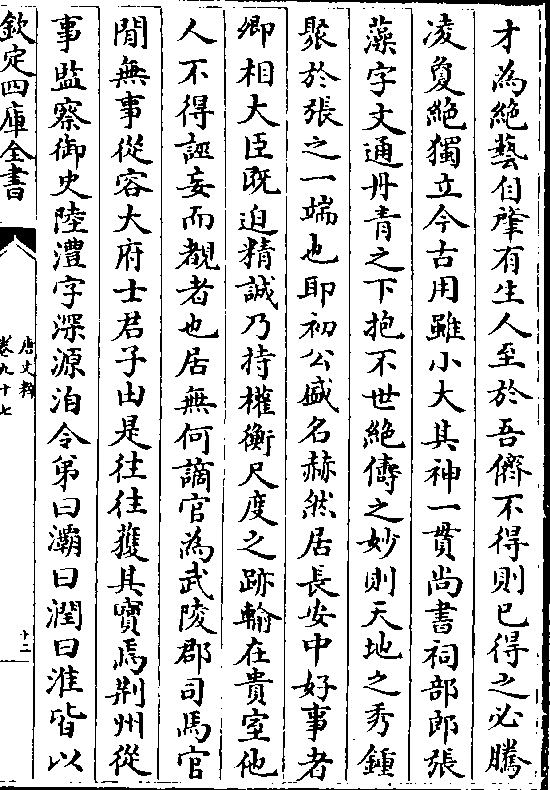 才為絶藝自肇有生人至於吾儕不得則已得之必騰
凌夐絶獨立今古用雖小大其神一貫尚書祠部郎張
藻字文通丹青之下抱不世絶儔之妙則天地之秀鍾
聚於張之一端也耶初公盛名赫然居長安中好事者
卿相大臣既迫精誠乃持權衡尺度之跡輸在貴室他
人不得誣妄而覩者也居無何謫官為武陵郡司馬官
閒無事從容大府士君子由是往往獲其寳焉荆州從
事監察御史陸澧字深源洎令弟曰灞曰潤曰淮皆以
欽定四庫全書
唐文粹
卷九十七
十二